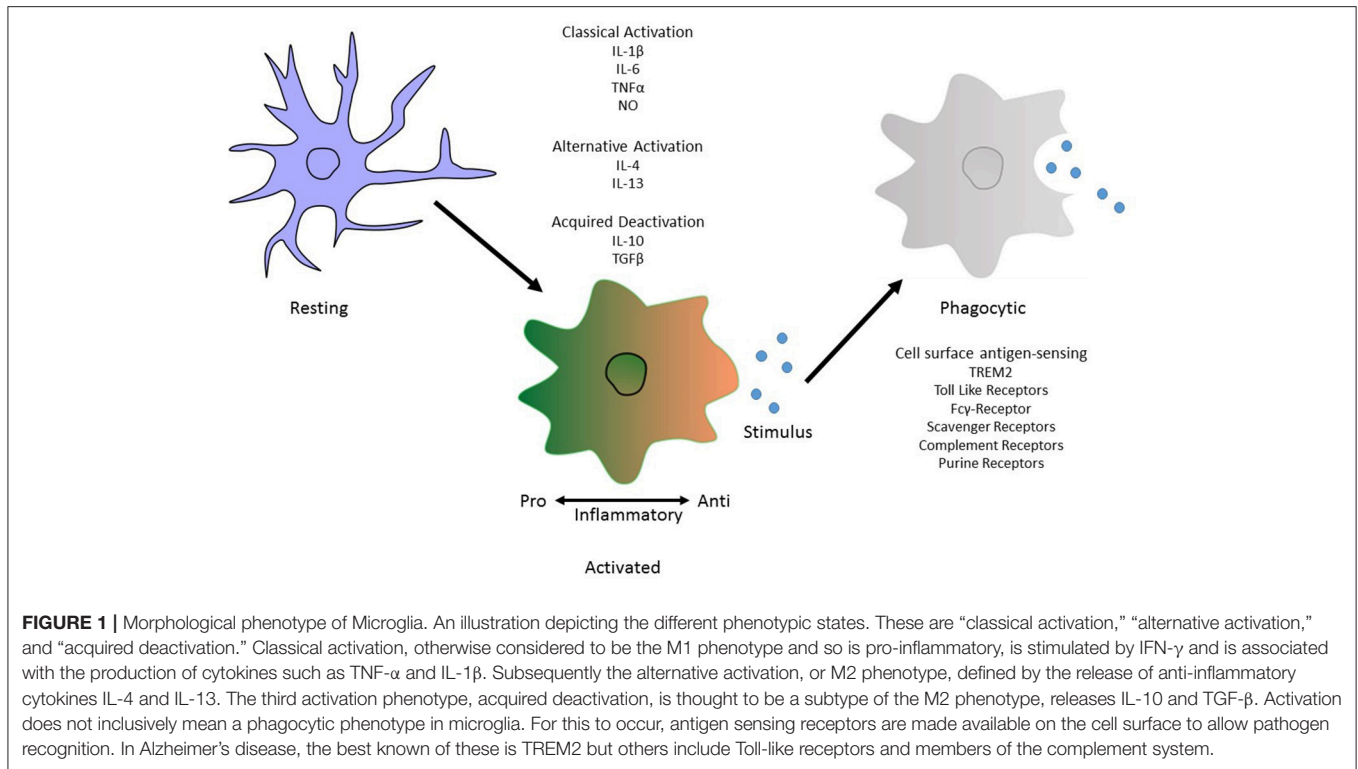 Classical Activation
IL-1β
IL-6
TNFα
NO
Alternative Activation
IL-4
IL-13
Acquired Deactivation
IL-10
TGFβ
Resting
Phagocytic
Cell surface antigen-sensing
TREM2
Toll Like Receptors
Fcγ-Receptor
Scavenger Receptors
Complement Receptors
Purine Receptors
Stimulus
Pro Anti
Inflammatory
Activated
FIGURE 1 | Morphological phenotype of Microglia. An illustration depicting the different phenotypic states. These are “classical activation,” “alternative activation,”
and “acquired deactivation.” Classical activation, otherwise considered to be the M1 phenotype and so is pro-inflammatory, is stimulated by IFN-γ and is associated
with the production of cytokines such as TNF-α and IL-1β. Subsequently the alternative activation, or M2 phenotype, defined by the release of anti-inflammatory
cytokines IL-4 and IL-13. The third activation phenotype, acquired deactivation, is thought to be a subtype of the M2 phenotype, releases IL-10 and TGF-β. Activation
does not inclusively mean a phagocytic phenotype in microglia. For this to occur, antigen sensing receptors are made available on the cell surface to allow pathogen
recognition. In Alzheimer’s disease, the best known of these is TREM2 but others include Toll-like receptors and members of the complement system.